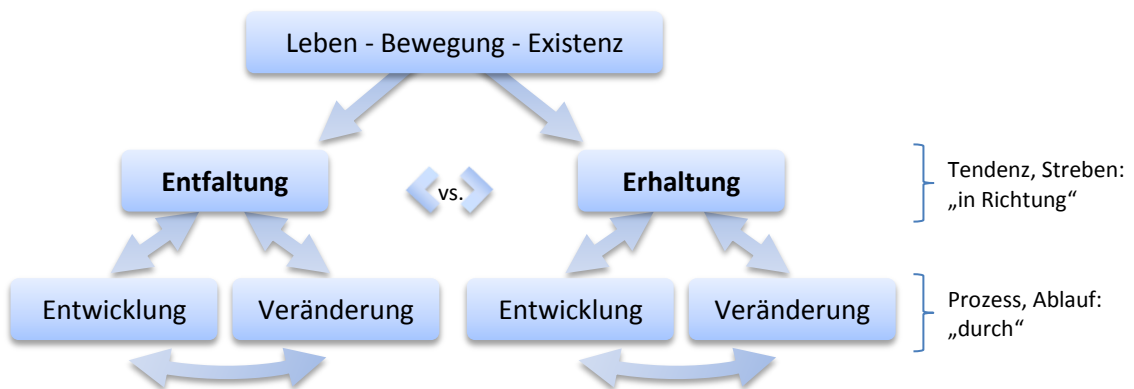 Leben - Bewegung - Existenz
Entfaltung
vs.
Erhaltung
Tendenz, Streben:
„in Richtung“
Entwicklung
Veränderung
Entwicklung
Veränderung
Prozess, Ablauf:
„durch“